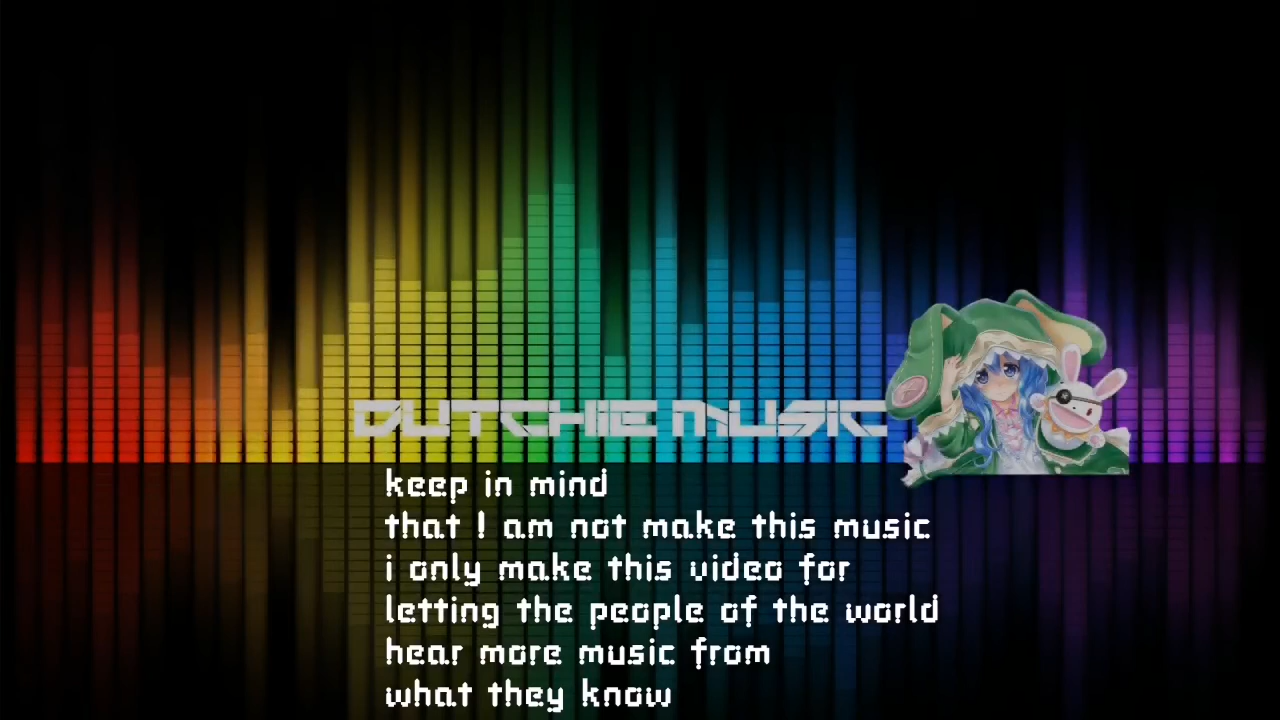 DUTCHIE MUSIC
keep in mind
that I am not make this music
i only make this video for
letting the people of the world
hear more music from
what they know